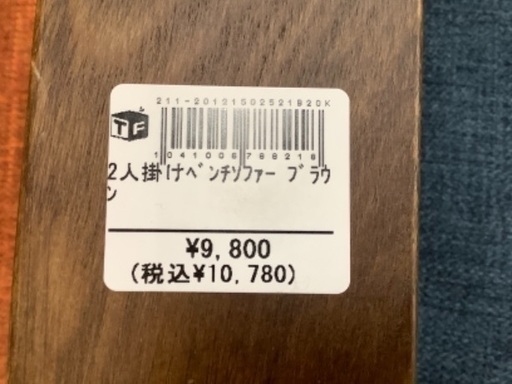 211-20131502521820K
TF
1041006788218
2人掛けベンチソファー ブラウ
ン
¥9,800
(税込¥10,780)